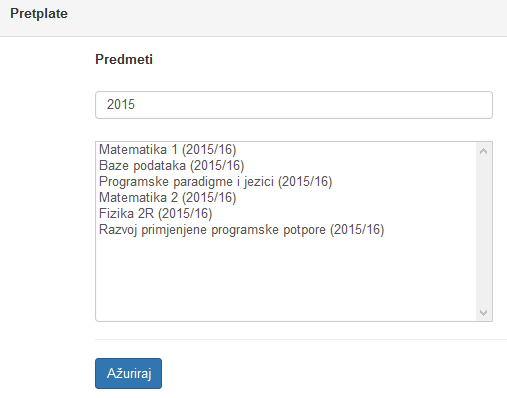 Pretplate
Predmeti
2015
Matematika 1 (2015/16)
Baze podataka (2015/16)
Programske paradigme i jezici (2015/16)
Matematika 2 (2015/16)
Fizika 2R (2015/16)
Razvoj primjenjene programske potpore (2015/16)
Ažuriraj